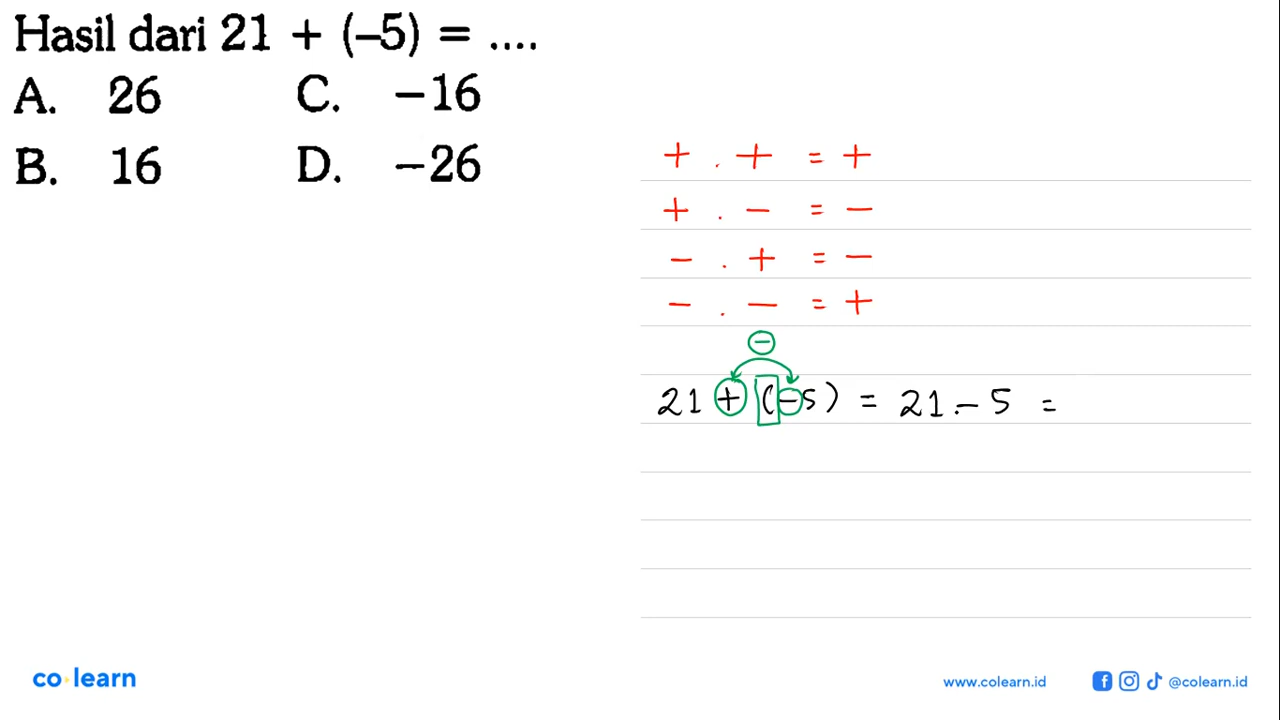 Hasil dari 21 + (–5) = ....
A. 26 C. –16
B. 16 D. –26
+ . + = +
+ . – = –
– . + = –
– . – = +
–
21 + (–5) = 21 – 5 =
co·learn
www.colearn.id @colearn.id